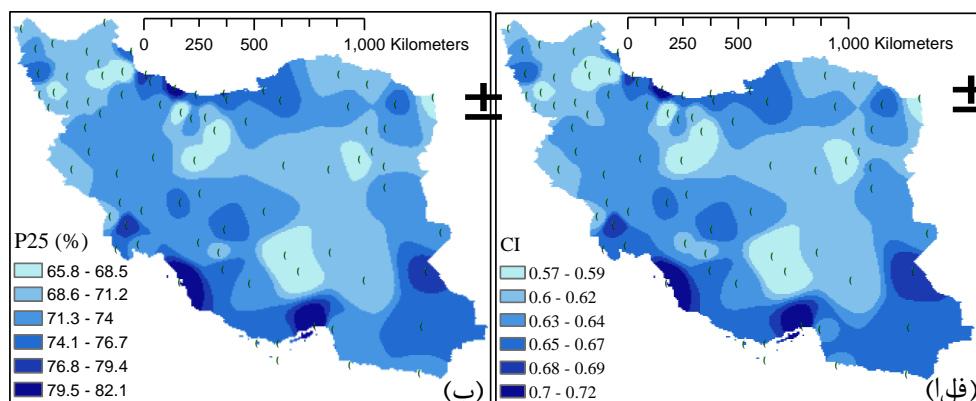 0 250 500 1,000 Kilometers
P25 (%)
65.8 - 68.5
68.6 - 71.2
71.3 - 74
74.1 - 76.7
76.8 - 79.4
79.5 - 82.1
(ب)
0 250 500 1,000 Kilometers
CI
0.57 - 0.59
0.6 - 0.62
0.63 - 0.64
0.65 - 0.67
0.68 - 0.69
0.7 - 0.72
(فلا)